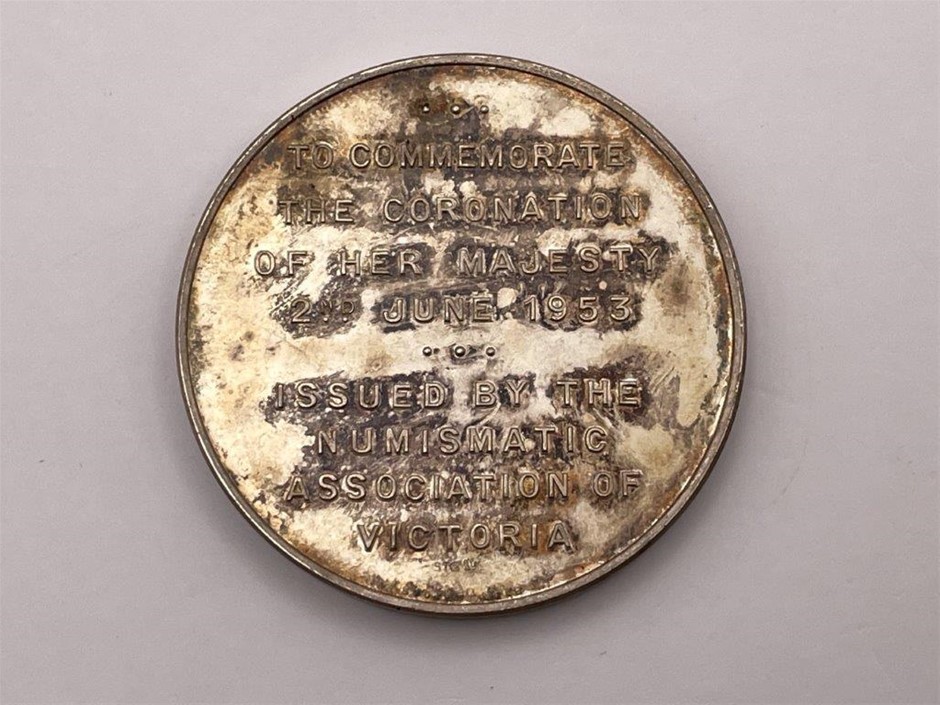 TO COMMEMORATE
THE CORONATION
OF HER MAJESTY
2ND JUNE 1953
ISSUED BY THE
NUMISMATIC
ASSOCIATION OF
VICTORIA